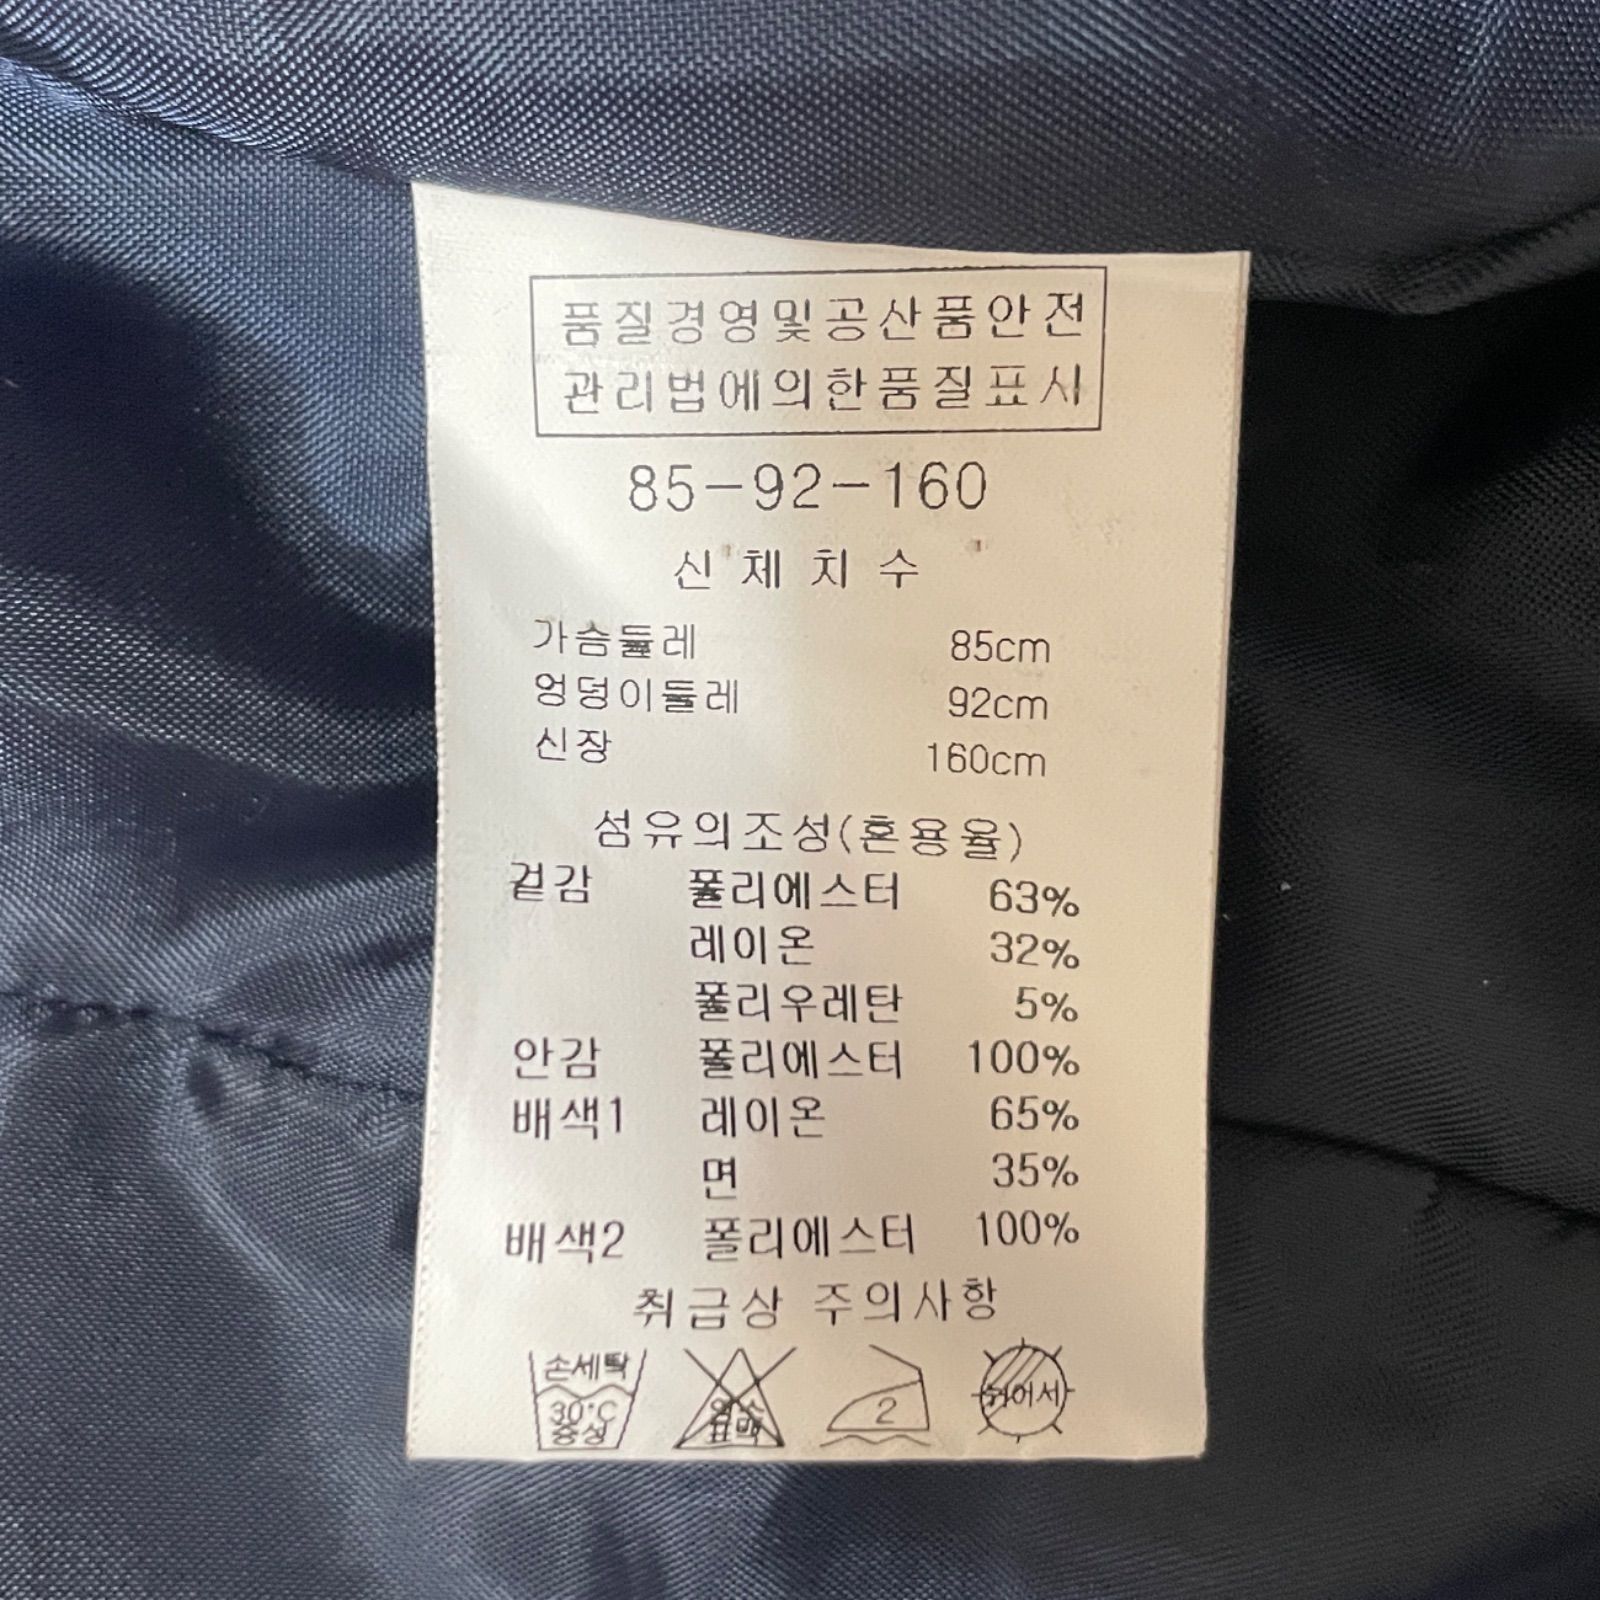 품질경영및공산품안전
관리법에의한품질표시
85-92-160
신체치수
가슴둘레 85cm
엉덩이둘레 92cm
신장 160cm
섬유의조성(혼용율)
겉감 폴리에스터 63%
레이온 32%
폴리우레탄 5%
안감 폴리에스터 100%
배색1 레이온 65%
면 35%
배색2 폴리에스터 100%
취급상 주의사항
손세탁
30°C
중성
염소
표백
2
뉘어서